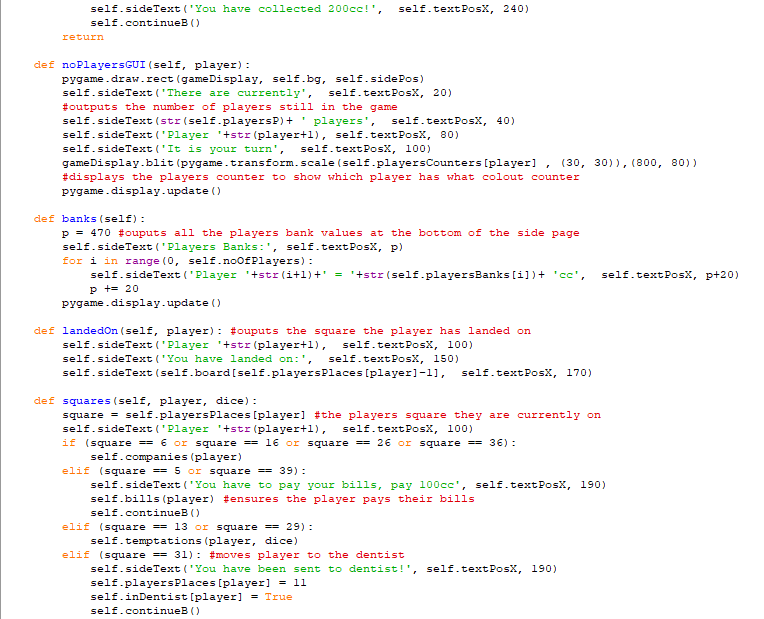 self.sideText('You have collected 200cc!',  self.textPosX, 240)
self.continueB()
return
def noPlayersGUI(self, player):
pygame.draw.rect(gameDisplay, self.bg, self.sidePos)
self.sideText('There are currently',  self.textPosX, 20)
#outputs the number of players still in the game
self.sideText(str(self.playersP)+ ' players',  self.textPosX, 40)
self.sideText('Player '+str(player+1), self.textPosX, 80)
self.sideText('It is your turn',  self.textPosX, 100)
gameDisplay.blit(pygame.transform.scale(self.playersCounters[player] , (30, 30)),(800, 80))
#displays the players counter to show which player has what colout counter
pygame.display.update()
def banks(self):
p = 470 #ouputs all the players bank values at the bottom of the side page
self.sideText('Players Banks:', self.textPosX, p)
for i in range(0, self.noOfPlayers):
self.sideText('Player '+str(i+1)+' = '+str(self.playersBanks[i])+ 'cc',  self.textPosX, p+20)
p += 20
pygame.display.update()
def landedOn(self, player): #ouputs the square the player has landed on
self.sideText('Player '+str(player+1),  self.textPosX, 100)
self.sideText('You have landed on:',  self.textPosX, 150)
self.sideText(self.board[self.playersPlaces[player]-1],  self.textPosX, 170)
def squares(self, player, dice):
square = self.playersPlaces[player] #the players square they are currently on
self.sideText('Player '+str(player+1),  self.textPosX, 100)
if (square == 6 or square == 16 or square == 26 or square == 36):
self.companies(player)
elif (square == 5 or square == 39):
self.sideText('You have to pay your bills, pay 100cc', self.textPosX, 190)
self.bills(player) #ensures the player pays their bills
self.continueB()
elif (square == 13 or square == 29):
self.temptations(player, dice)
elif (square == 31): #moves player to the dentist
self.sideText('You have been sent to dentist!', self.textPosX, 190)
self.playersPlaces[player] = 11
self.inDentist[player] = True
self.continueB()